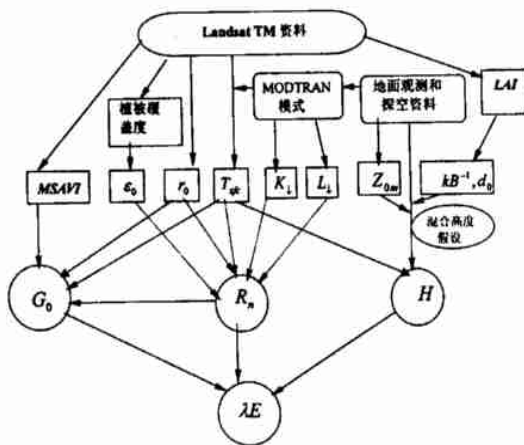 Landsat TM 资料
植被覆
盖度
MODTRAN
模式
地面观测和
探空资料
LAI
MSAVI
ε₀
r₀
K↓
L↓
Z₀ₘ
kB⁻¹, d₀
混合高度
假设
G₀
Rₙ
H
λE